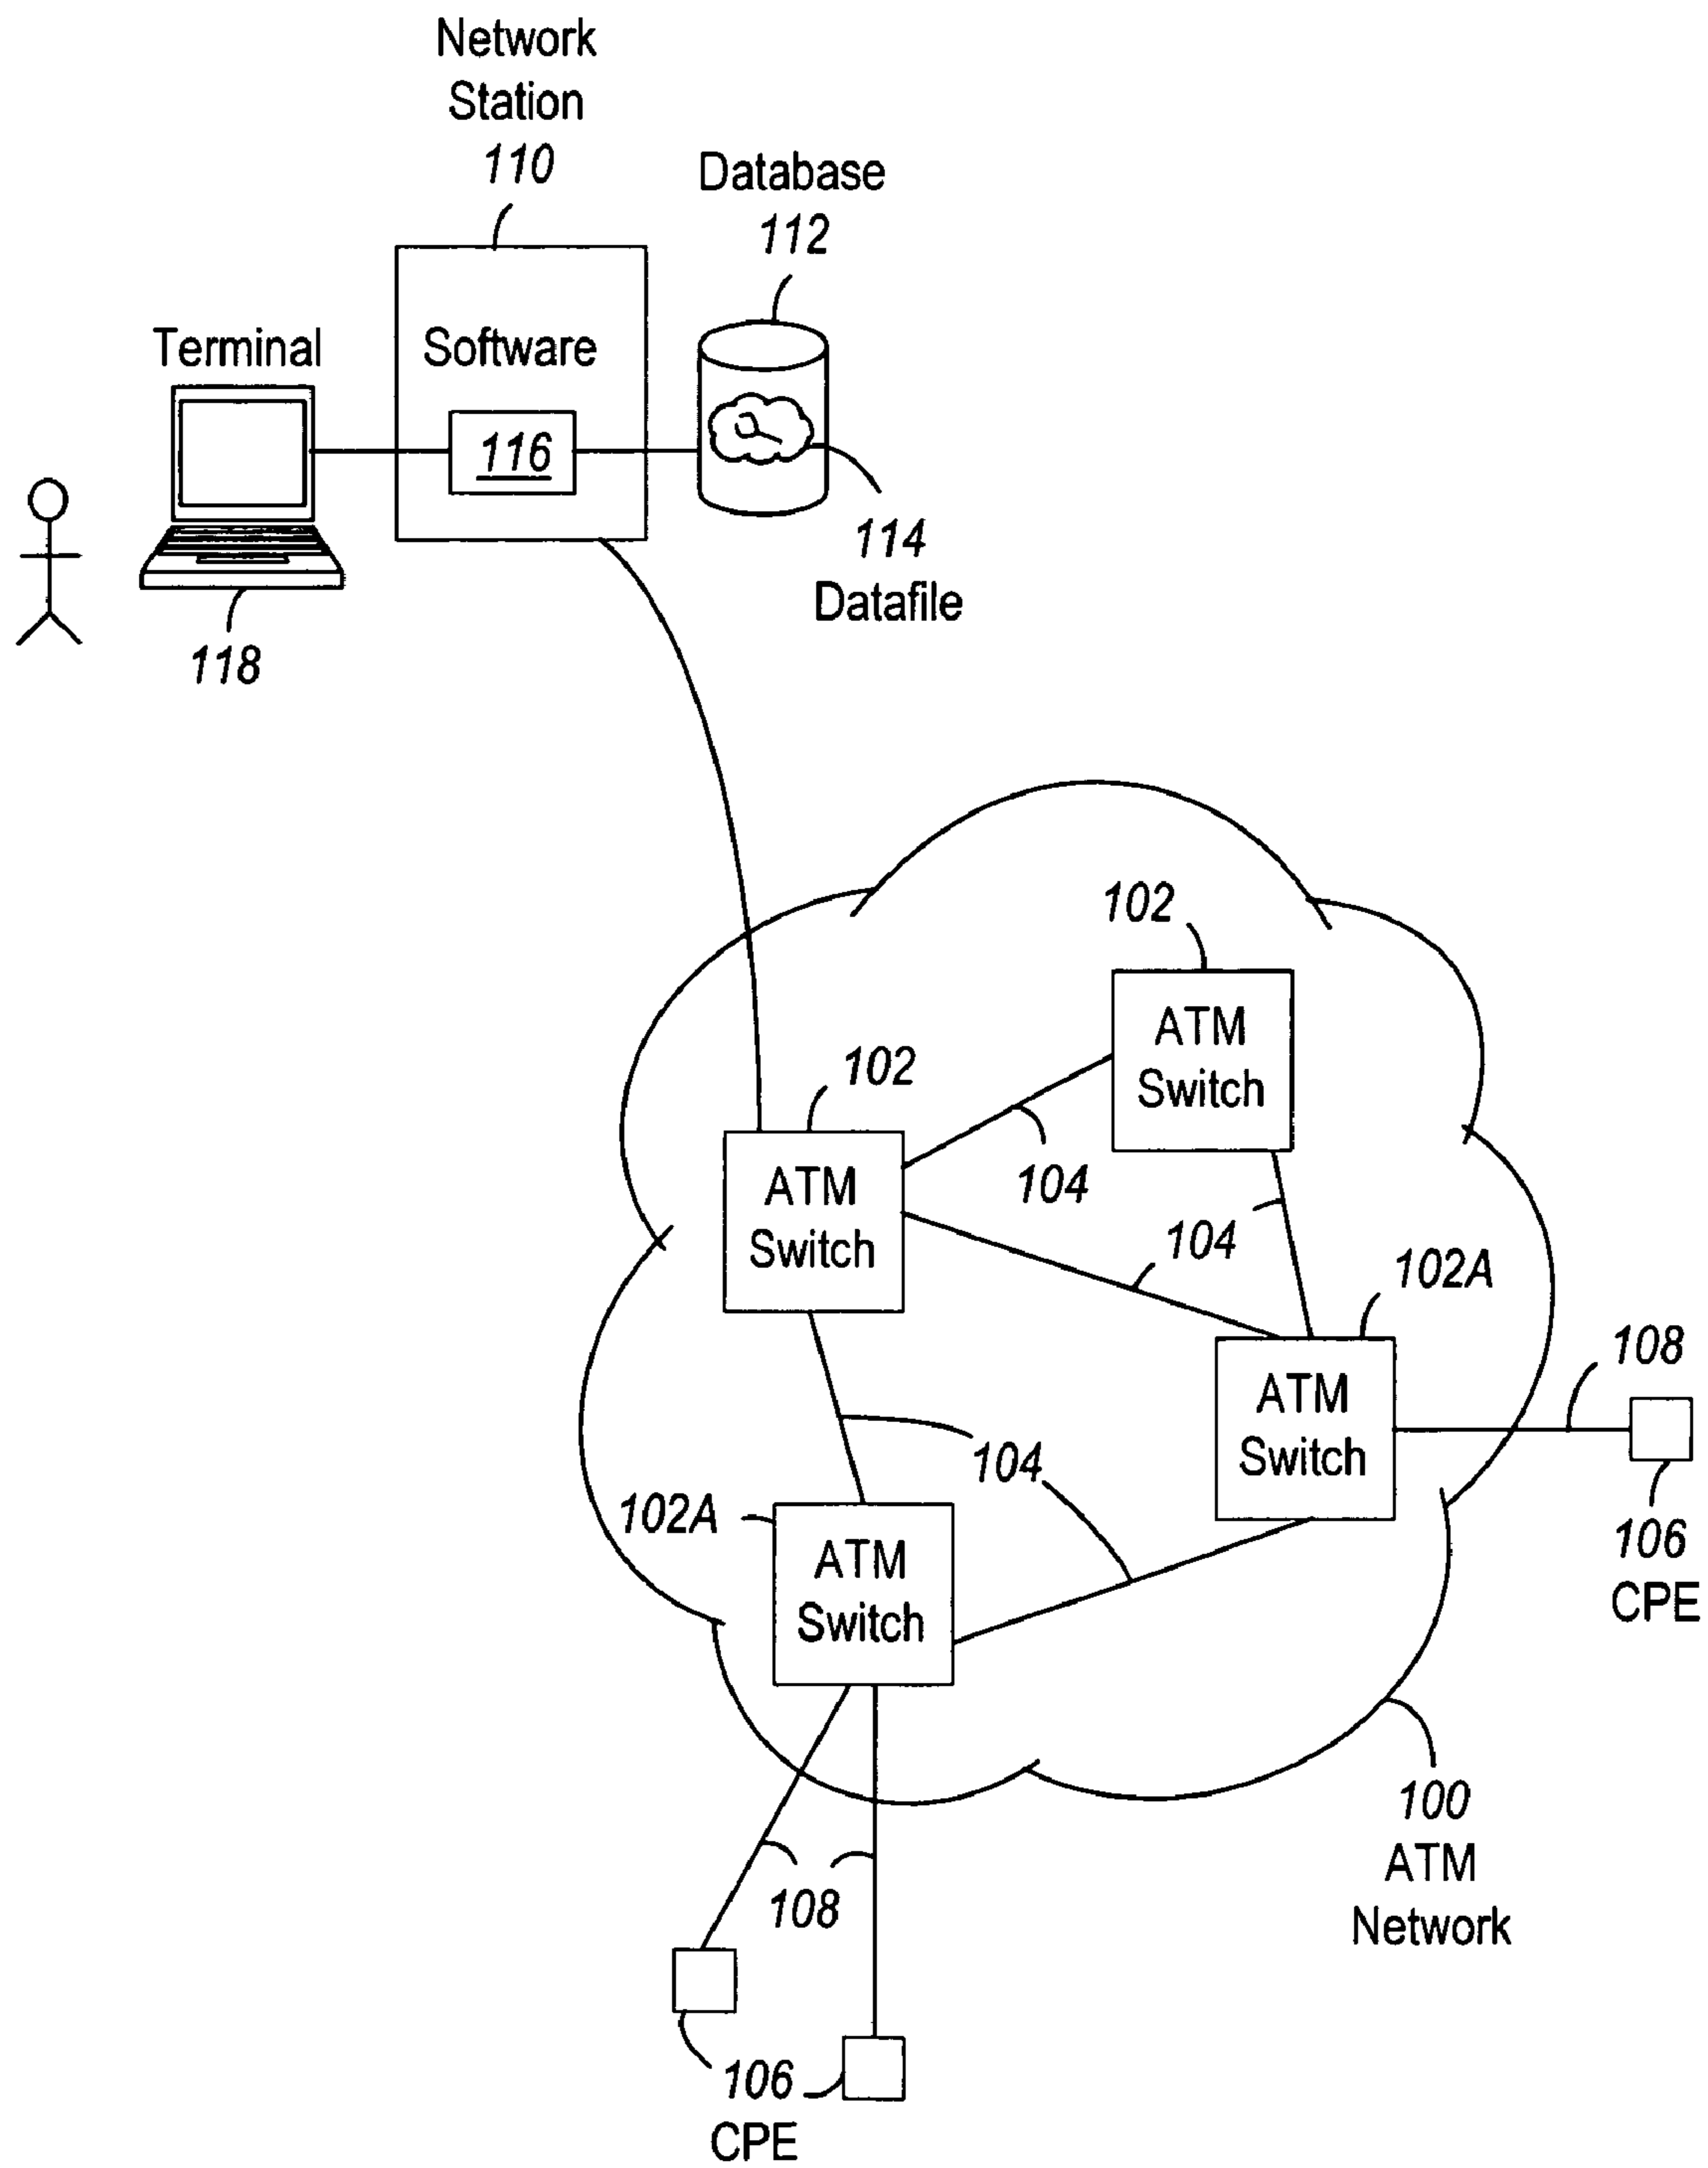 Network
Station
110
Database
112
Terminal
Software
116
114
Datafile
118
102
ATM
Switch
102
104
ATM
Switch
104
102A
108
ATM
Switch
104
102A
106
CPE
ATM
Switch
100
ATM
Network
108
106
CPE